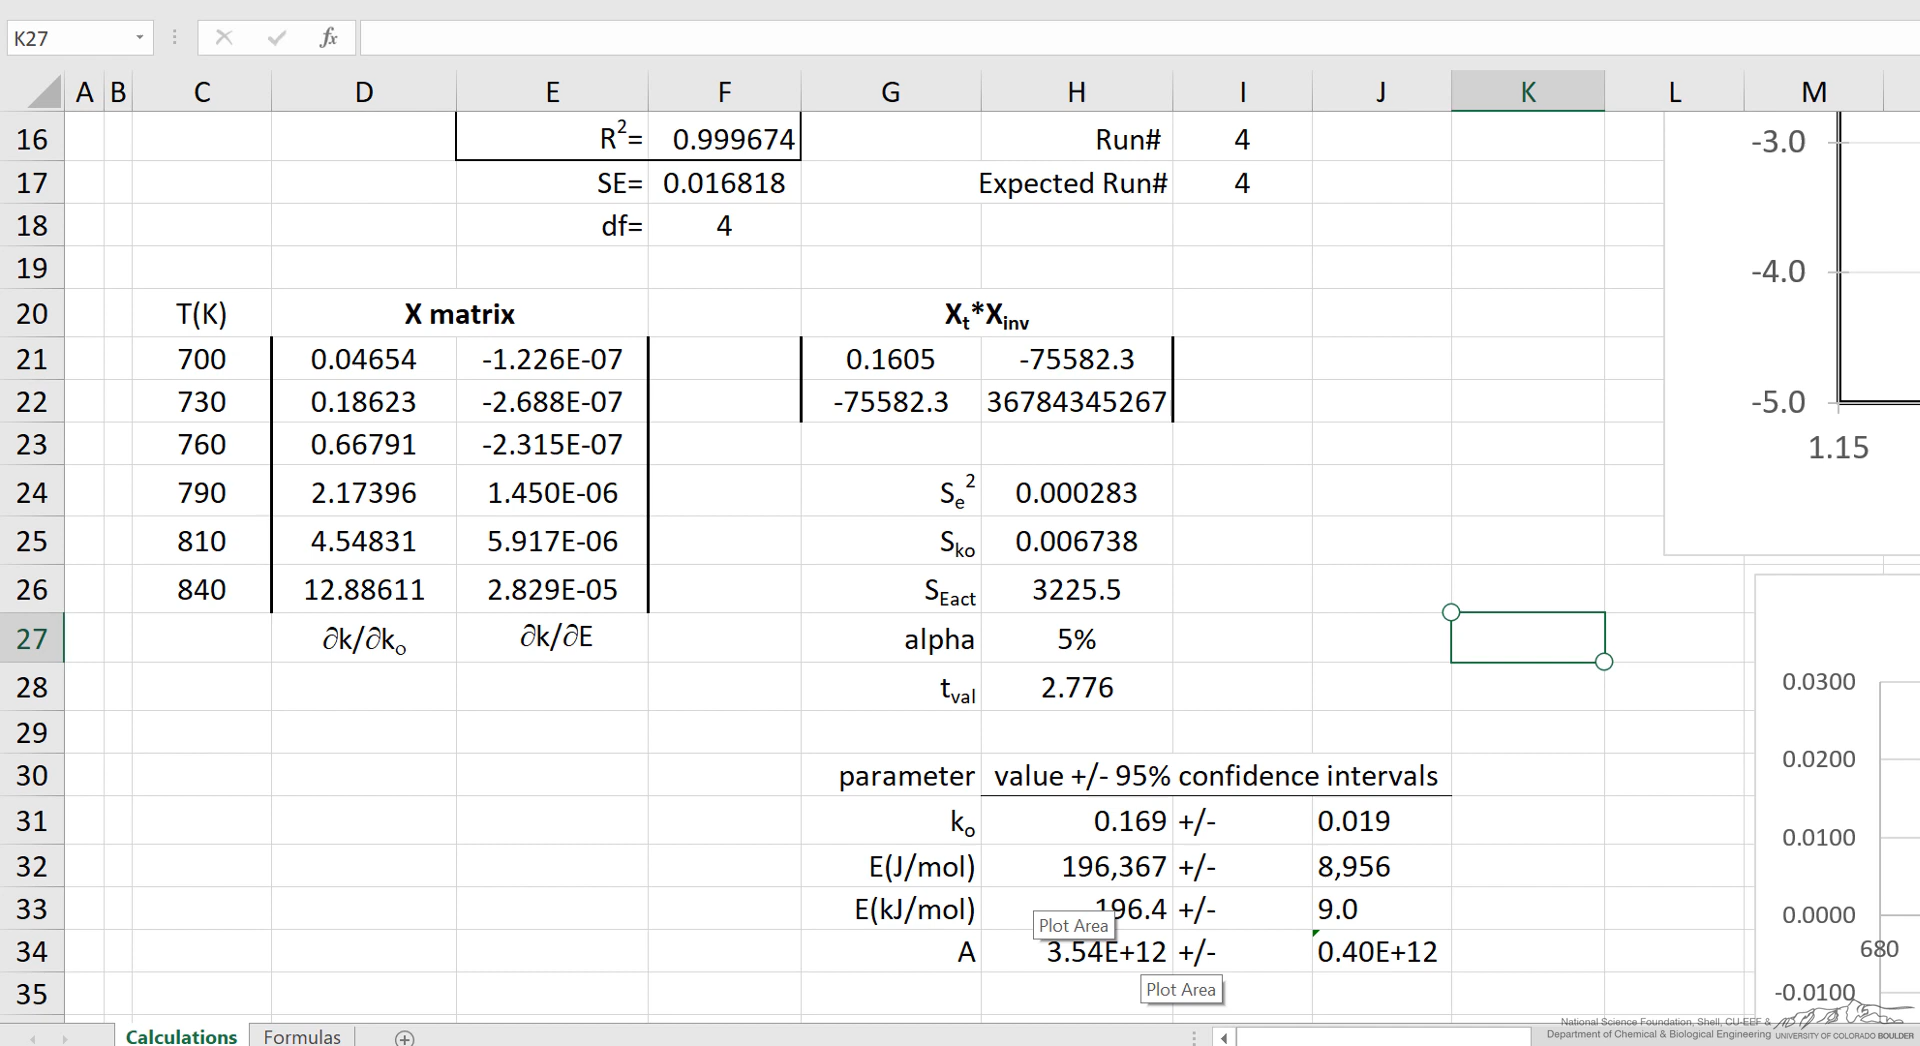 K27 fx
A B C D E F G H I J K L M
16 R2= 0.999674 Run# 4 -3.0
17 SE= 0.016818 Expected Run# 4
18 df= 4
19 -4.0
20 T(K) X matrix Xt*Xinv
21 700 0.04654 -1.226E-07 0.1605 -75582.3
22 730 0.18623 -2.688E-07 -75582.3 36784345267 -5.0
23 760 0.66791 -2.315E-07 1.15
24 790 2.17396 1.450E-06 Se2 0.000283
25 810 4.54831 5.917E-06 Sko 0.006738
26 840 12.88611 2.829E-05 SEact 3225.5
27 ∂k/∂ko ∂k/∂E alpha 5%
28 tval 2.776 0.0300
29
30 parameter value +/- 95% confidence intervals 0.0200
31 ko 0.169 +/- 0.019 0.0100
32 E(J/mol) 196,367 +/- 8,956
33 E(kJ/mol) 196.4 +/- 9.0 0.0000
Plot Area
34 A 3.54E+12 +/- 0.40E+12 680
35 Plot Area -0.0100
National Science Foundation, Shell, CU-EEF &
Department of Chemical & Biological Engineering UNIVERSITY OF COLORADO BOULDER
Calculations Formulas